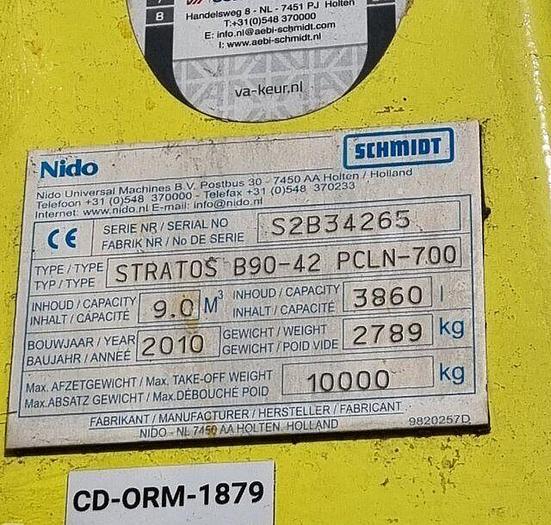 8
Handelsweg 8 - NL - 7451 PJ Holten
T:+31(0)548 370000
E: info.nl@aebi-schmidt.com
I: www.aebi-schmidt.com
va-keur.nl
Nido
SCHMIDT
Nido Universal Machines B.V. Postbus 30 - 7450 AA Holten / Holland
Telefoon +31 (0)548 370000 - Telefax +31 (0)548 370233
Internet: www.nido.nl E-mail: info@nido.nl
CE
SERIE NR / SERIAL NO
FABRIK NR / No DE SERIE
S2B34265
TYPE / TYPE
TYP / TYPE
STRATOS B90-42 PCLN-700
INHOUD / CAPACITY
INHALT / CAPACITÉ
9.0 M³
INHOUD / CAPACITY
INHALT / CAPACITÉ
3860 l
BOUWJAAR / YEAR
BAUJAHR / ANNÉE
2010
GEWICHT / WEIGHT
GEWICHT / POID VIDE
2789 kg
Max. AFZETGEWICHT / Max. TAKE-OFF WEIGHT
Max. ABSATZ GEWICHT / Max. DÉBOUCHÉ POID
10000 kg
FABRIKANT / MANUFACTURER / HERSTELLER / FABRICANT
NIDO - NL 7450 AA HOLTEN, HOLLAND
9820257D
CD-ORM-1879